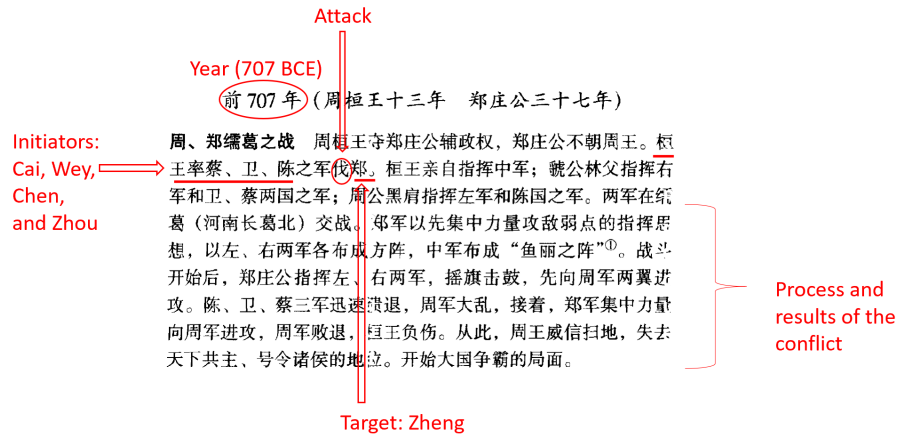 Attack
Year (707 BCE)
前 707 年（周桓王十三年 郑庄公三十七年）
Initiators:
Cai, Wey,
Chen,
and Zhou
周、郑𦈡葛之战 周桓王夺郑庄公辅政权，郑庄公不朝周王。桓
王率蔡、卫、陈之军伐郑。桓王亲自指挥中军；虢公林父指挥右
军和卫、蔡两国之军；周公黑肩指挥左军和陈国之军。两军在𦈡
葛（河南长葛北）交战。郑军以先集中力量攻敌弱点的指挥思
想，以左、右两军各布成方阵，中军布成“鱼丽之阵”①。战斗
开始后，郑庄公指挥左、右两军，摇旗击鼓，先向周军两翼进
攻。陈、卫、蔡三军迅速溃退，周军大乱，接着，郑军集中力量
向周军进攻，周军败退，桓王负伤。从此，周王威信扫地，失去
天下共主、号令诸侯的地位。开始大国争霸的局面。
Process and
results of the
conflict
Target: Zheng